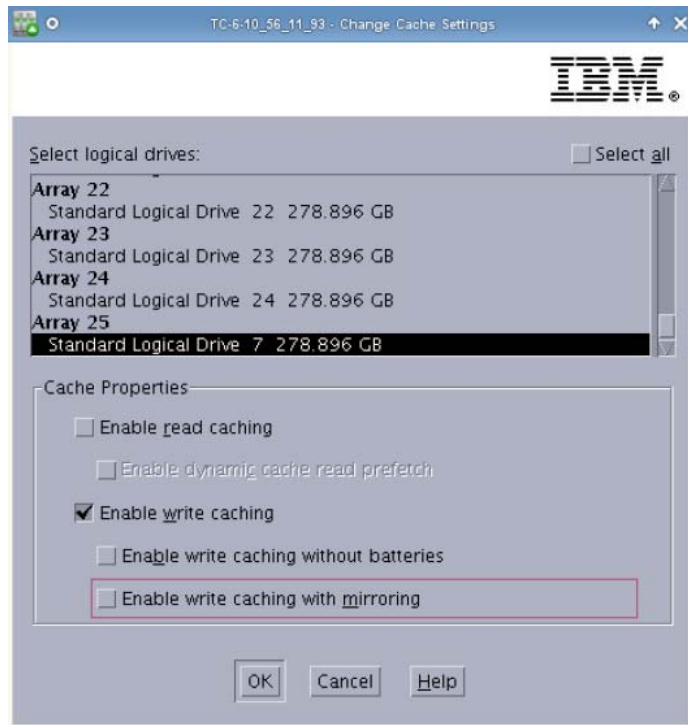 TC-6-10_56_11_93 - Change Cache Settings
IBM®
Select logical drives: Select all
Array 22
Standard Logical Drive 22 278.896 GB
Array 23
Standard Logical Drive 23 278.896 GB
Array 24
Standard Logical Drive 24 278.896 GB
Array 25
Standard Logical Drive 7 278.896 GB
Cache Properties
Enable read caching
Enable dynamic cache read prefetch
Enable write caching
Enable write caching without batteries
Enable write caching with mirroring
OK Cancel Help